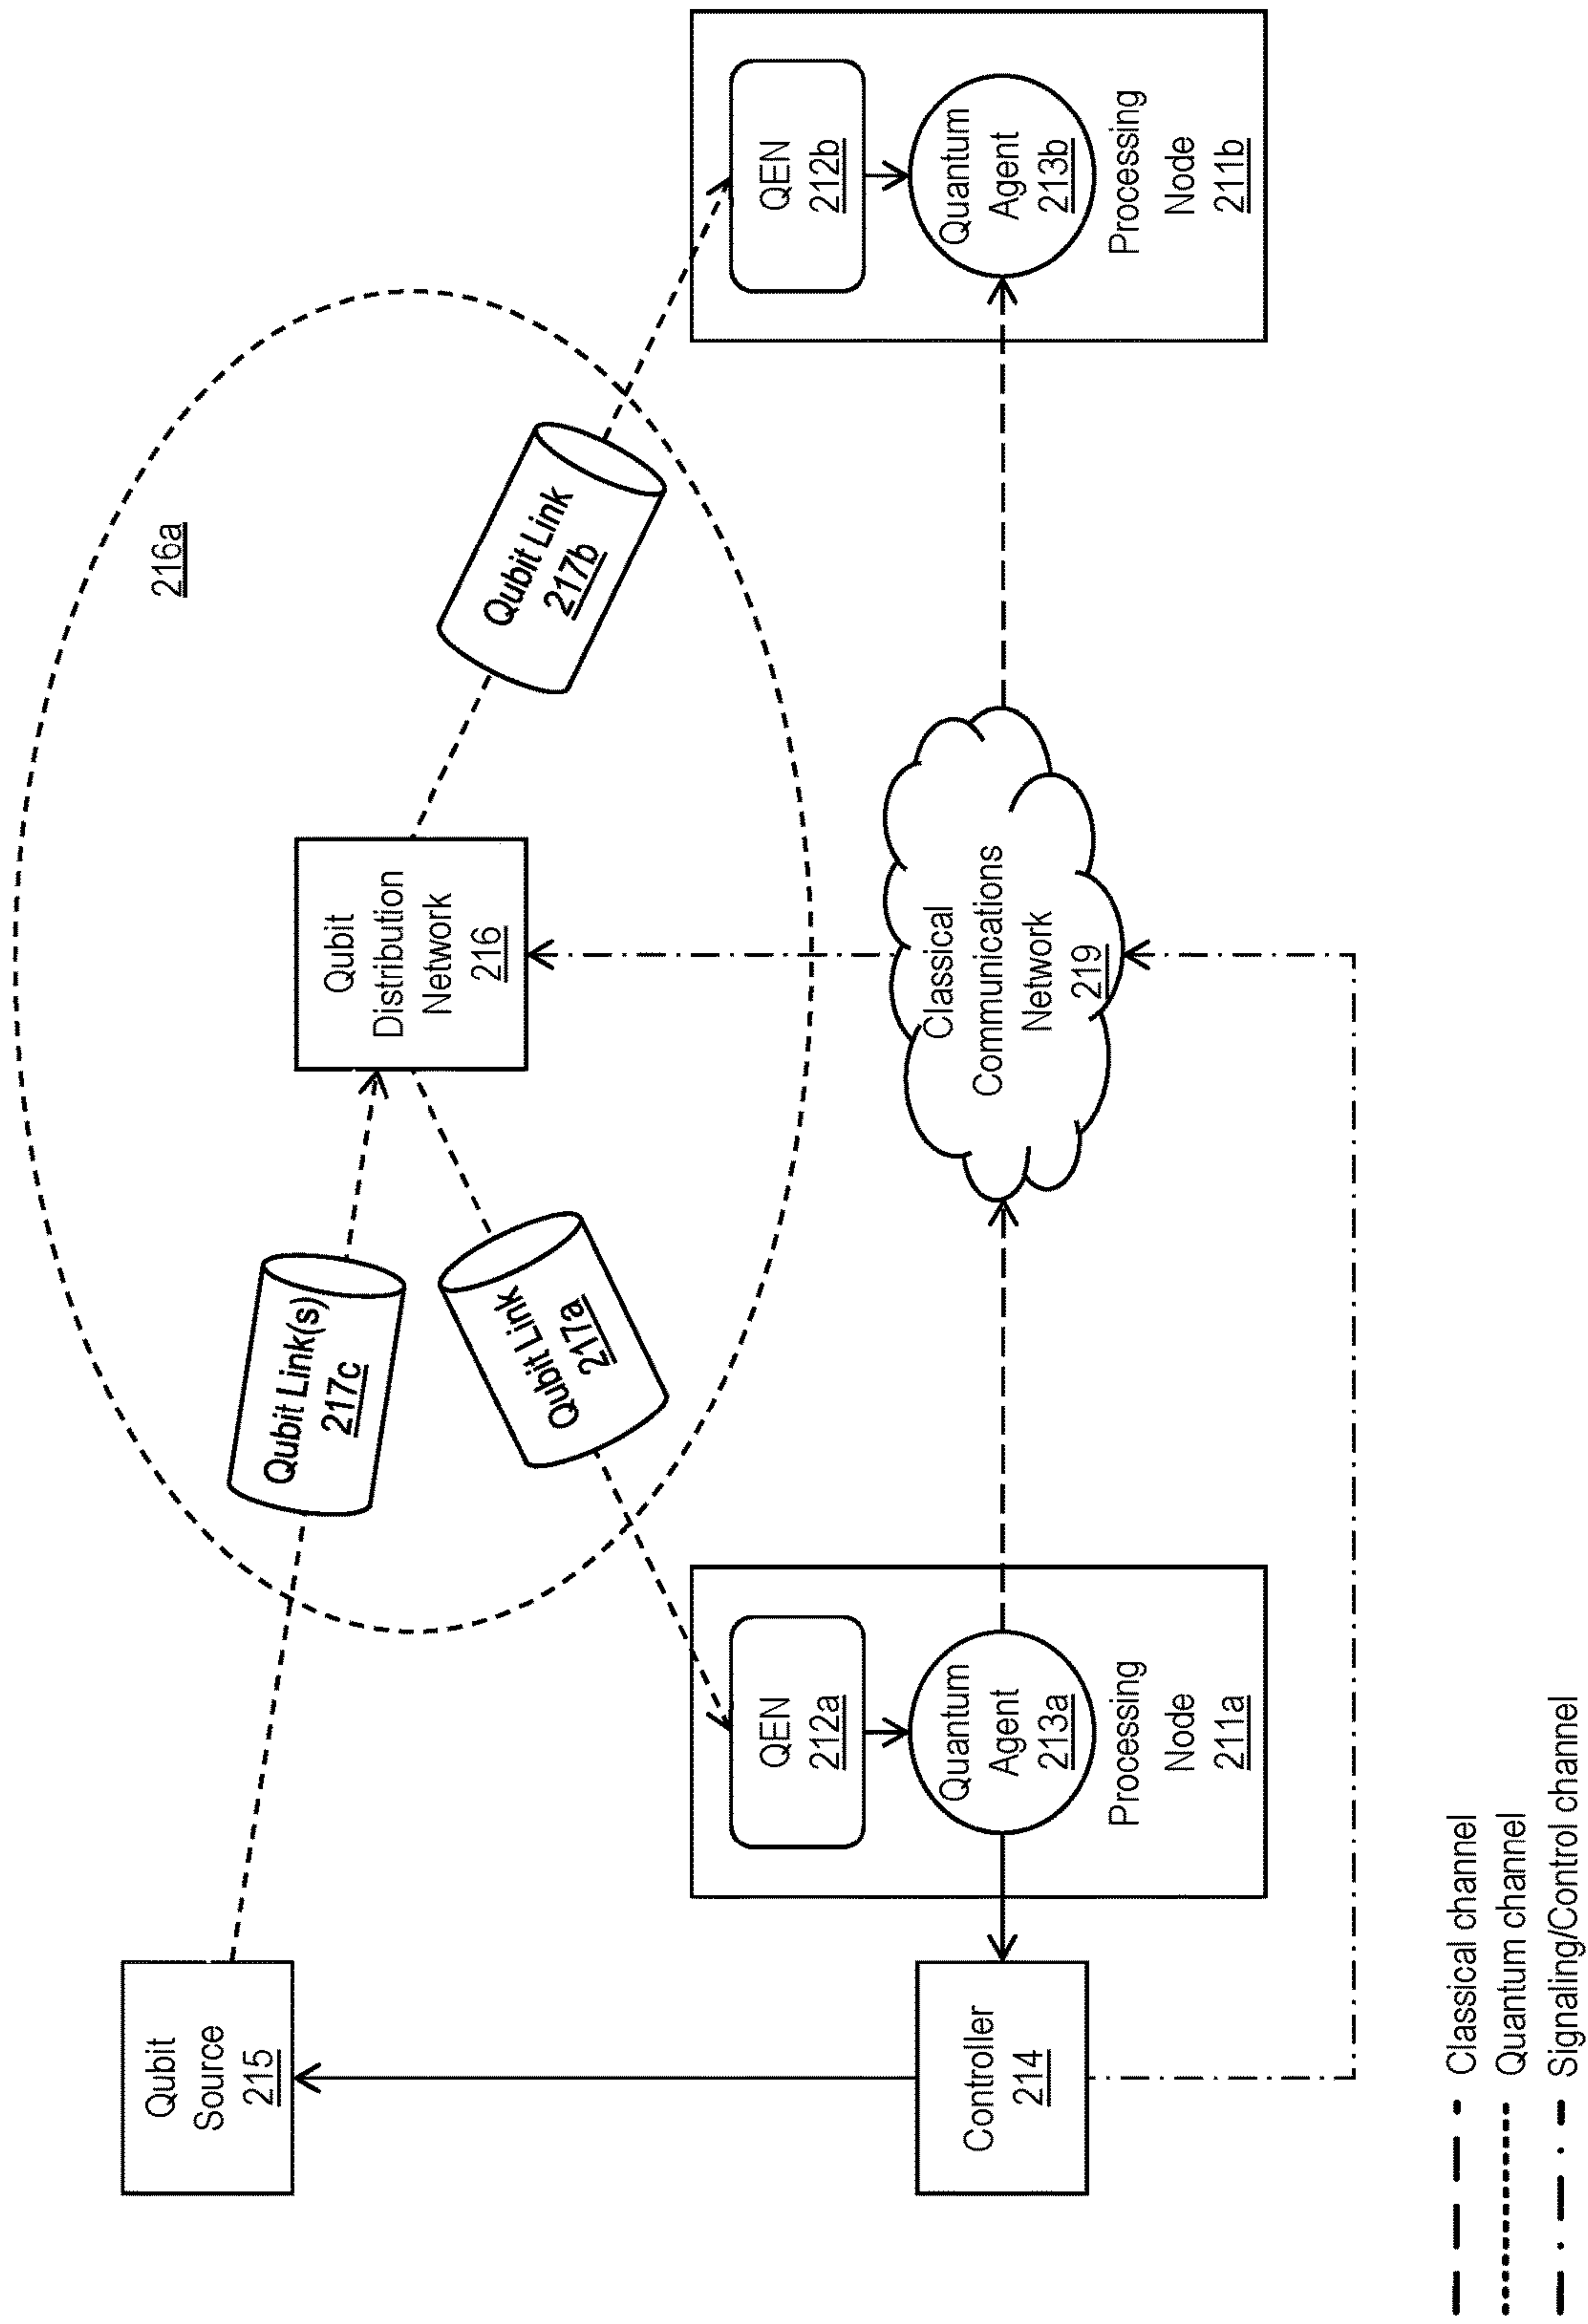 Qubit
Source
215
Qubit Link(s)
217c
Qubit
Distribution
Network
216
216a
Qubit Link
217a
Qubit Link
217b
QEN
212a
Quantum
Agent
213a
Processing
Node
211a
Controller
214
Classical
Communications
Network
219
QEN
212b
Quantum
Agent
213b
Processing
Node
211b
Classical channel
Quantum channel
Signaling/Control channel